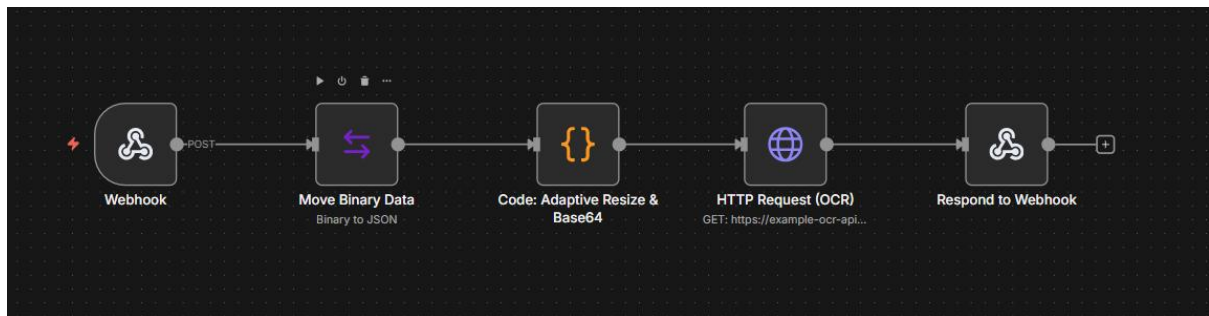 POST
Webhook
Move Binary Data
Binary to JSON
Code: Adaptive Resize &
Base64
HTTP Request (OCR)
GET: https://example-ocr-api...
Respond to Webhook